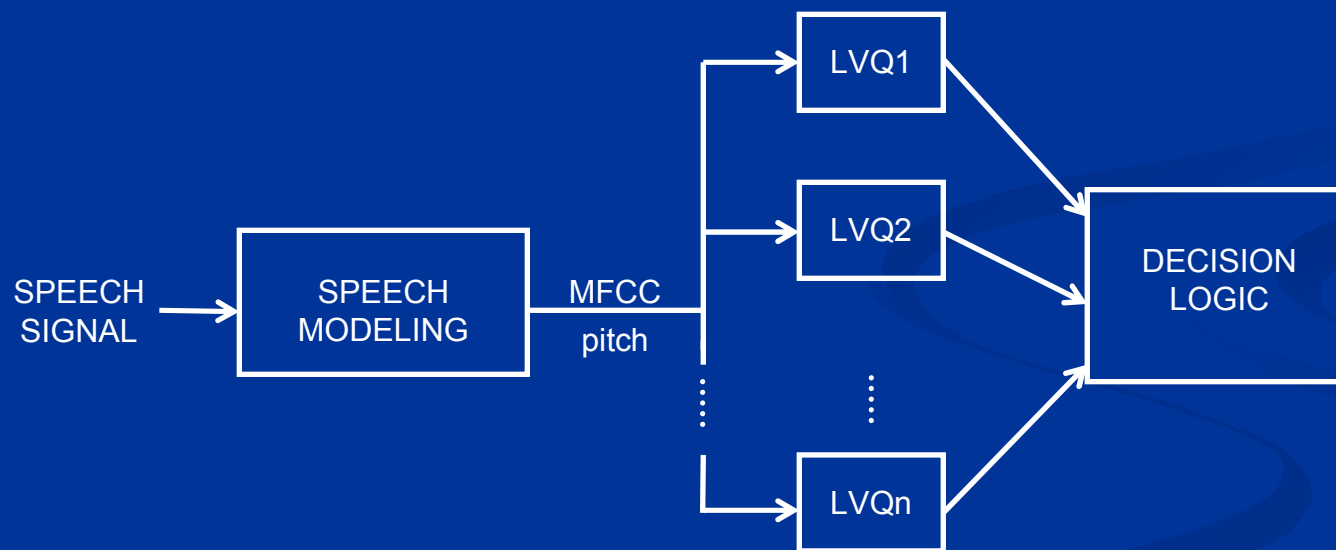 SPEECH
SIGNAL
SPEECH
MODELING
MFCC
pitch
LVQ1
LVQ2
LVQn
DECISION
LOGIC